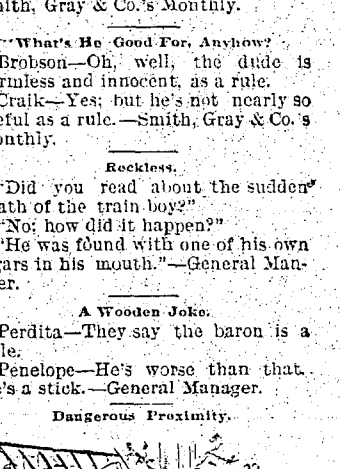 mith, Gray & Co.'s Monthly.
"What's He Good For, Anyhow?
Brobson—Oh, well, the dude is
rmless and innocent, as a rule.
Craik—Yes; but he's not nearly so
eful as a rule.—Smith, Gray & Co.'s
onthly.
Reckless.
"Did you read about the sudden
ath of the train boy?"
"No; how did it happen?"
"He was found with one of his own
gars in his mouth."—General Man-
er.
A Wooden Joke.
Perdita—They say the baron is a
le.
Penelope—He's worse than that.
e's a stick.—General Manager.
Dangerous Proximity.